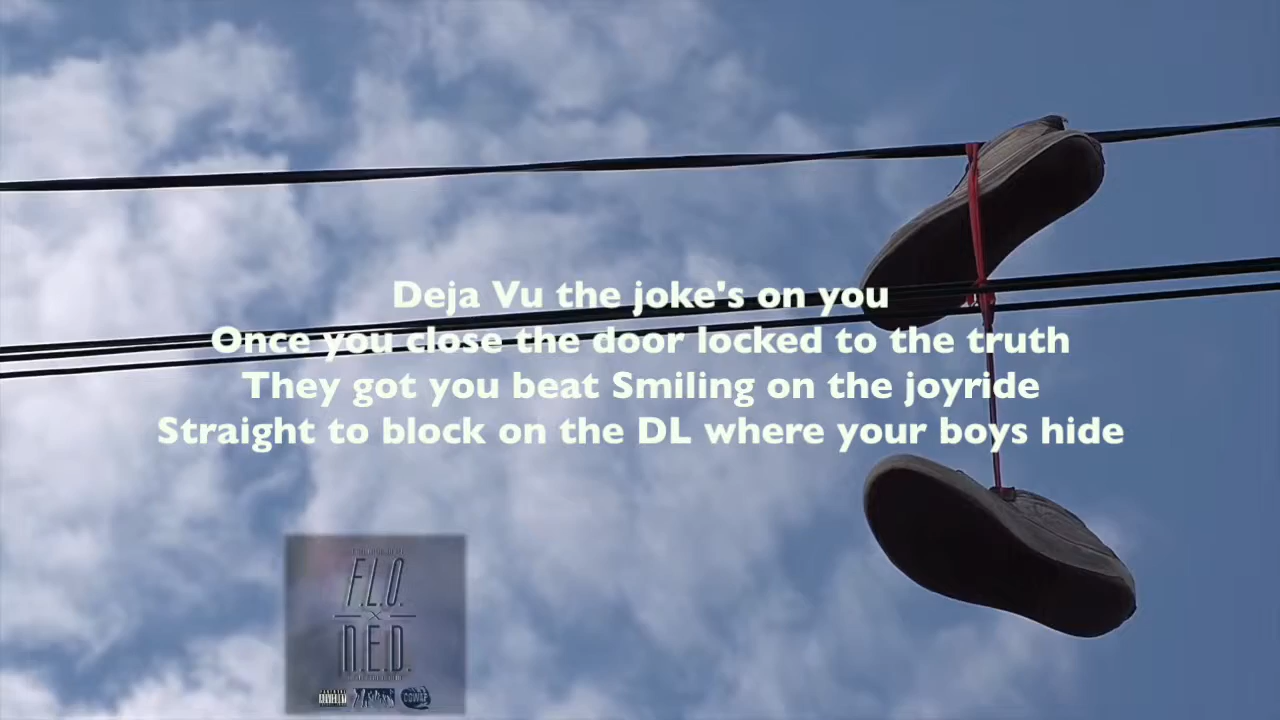 Deja Vu the joke's on you
Once you close the door locked to the truth
They got you beat Smiling on the joyride
Straight to block on the DL where your boys hide
F.L.O.
X
N.E.D.